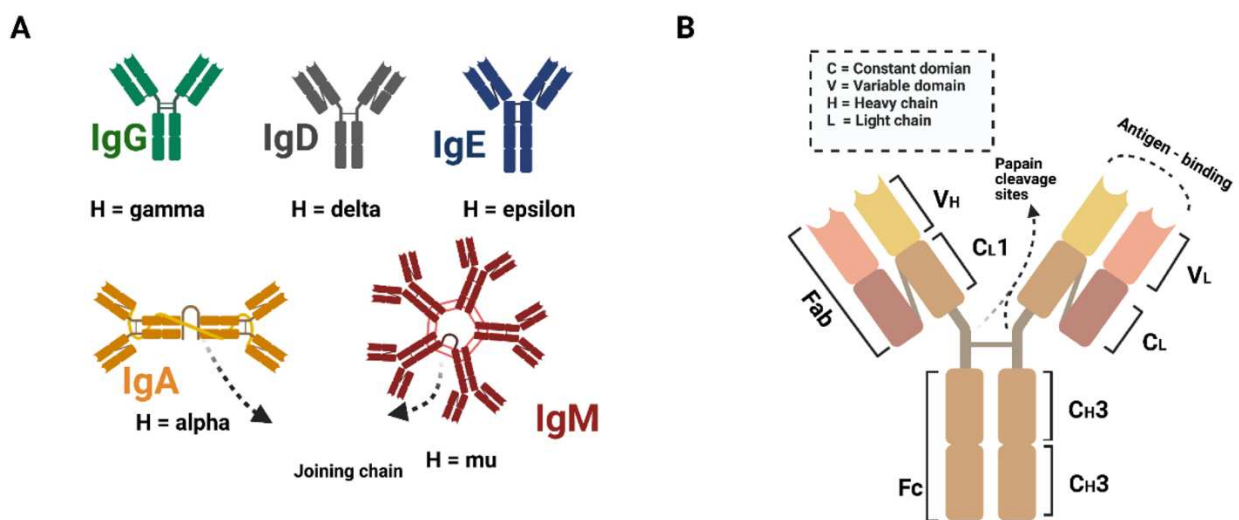 A
IgG
IgD
IgE
H = gamma
H = delta
H = epsilon
IgA
IgM
H = alpha
H = mu
Joining chain
B
C = Constant domian
V = Variable domain
H = Heavy chain
L = Light chain
Papain
cleavage
sites
Antigen - binding
VH
CL1
VL
Fab
CL
CH3
Fc
CH3